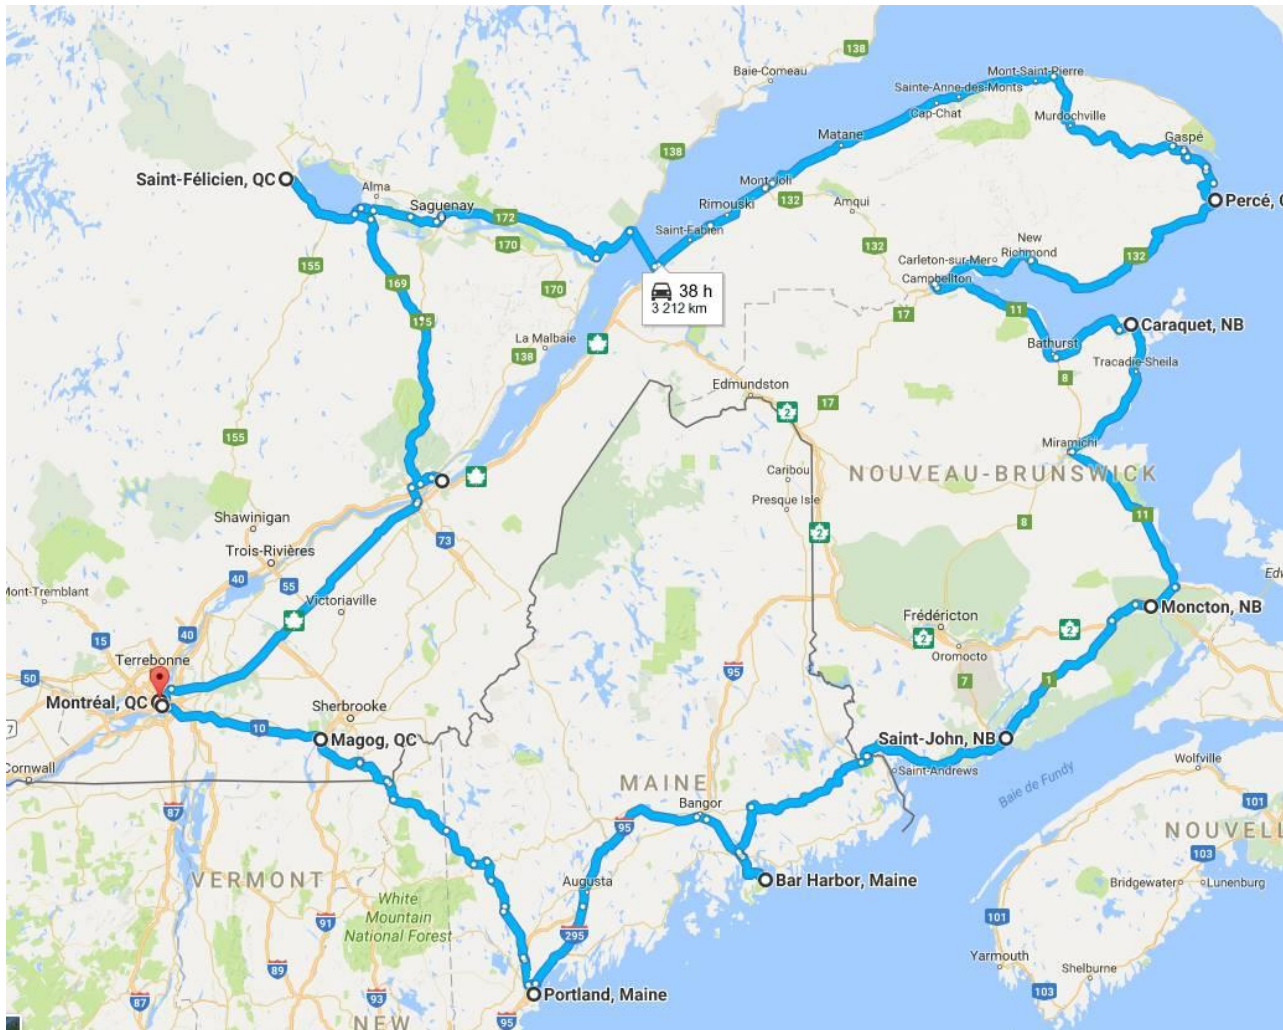 138
Baie-Comeau
Mont-Saint-Pierre
Sainte-Anne-des-Monts
Cap-Chat
Murdochville
138
Matane
Gaspé
Saint-Félicien, QC
Alma
Mont-Joli
132
Amqui
Percé,
Saguenay
172
Rimouski
Saint-Fabien
170
132
New
Richmond
132
155
Carleton-sur-Mer
169
170
38 h
3 212 km
Campbellton
17
11
175
La Malbaie
138
Caraquet, NB
Bathurst
Tracadie-Sheila
8
Edmundston
2
17
155
Miramichi
Caribou
NOUVEAU-BRUNSWICK
Presque Isle
Shawinigan
2
8
11
73
Trois-Rivières
40
55
Mont-Tremblant
Victoriaville
Moncton, NB
Frédéricton
2
2
15
40
Oromocto
Terrebonne
50
95
7
1
Montréal, QC
Sherbrooke
10
Magog, QC
Saint-John, NB
Cornwall
Saint-Andrews
Baie de Fundy
Wolfville
MAINE
87
Bangor
101
95
NOUVELL
103
VERMONT
Augusta
Bar Harbor, Maine
Bridgewater
Lunenburg
White
Mountain
National Forest
91
295
101
Yarmouth
89
Shelburne
87
93
Portland, Maine
103
NEW
95